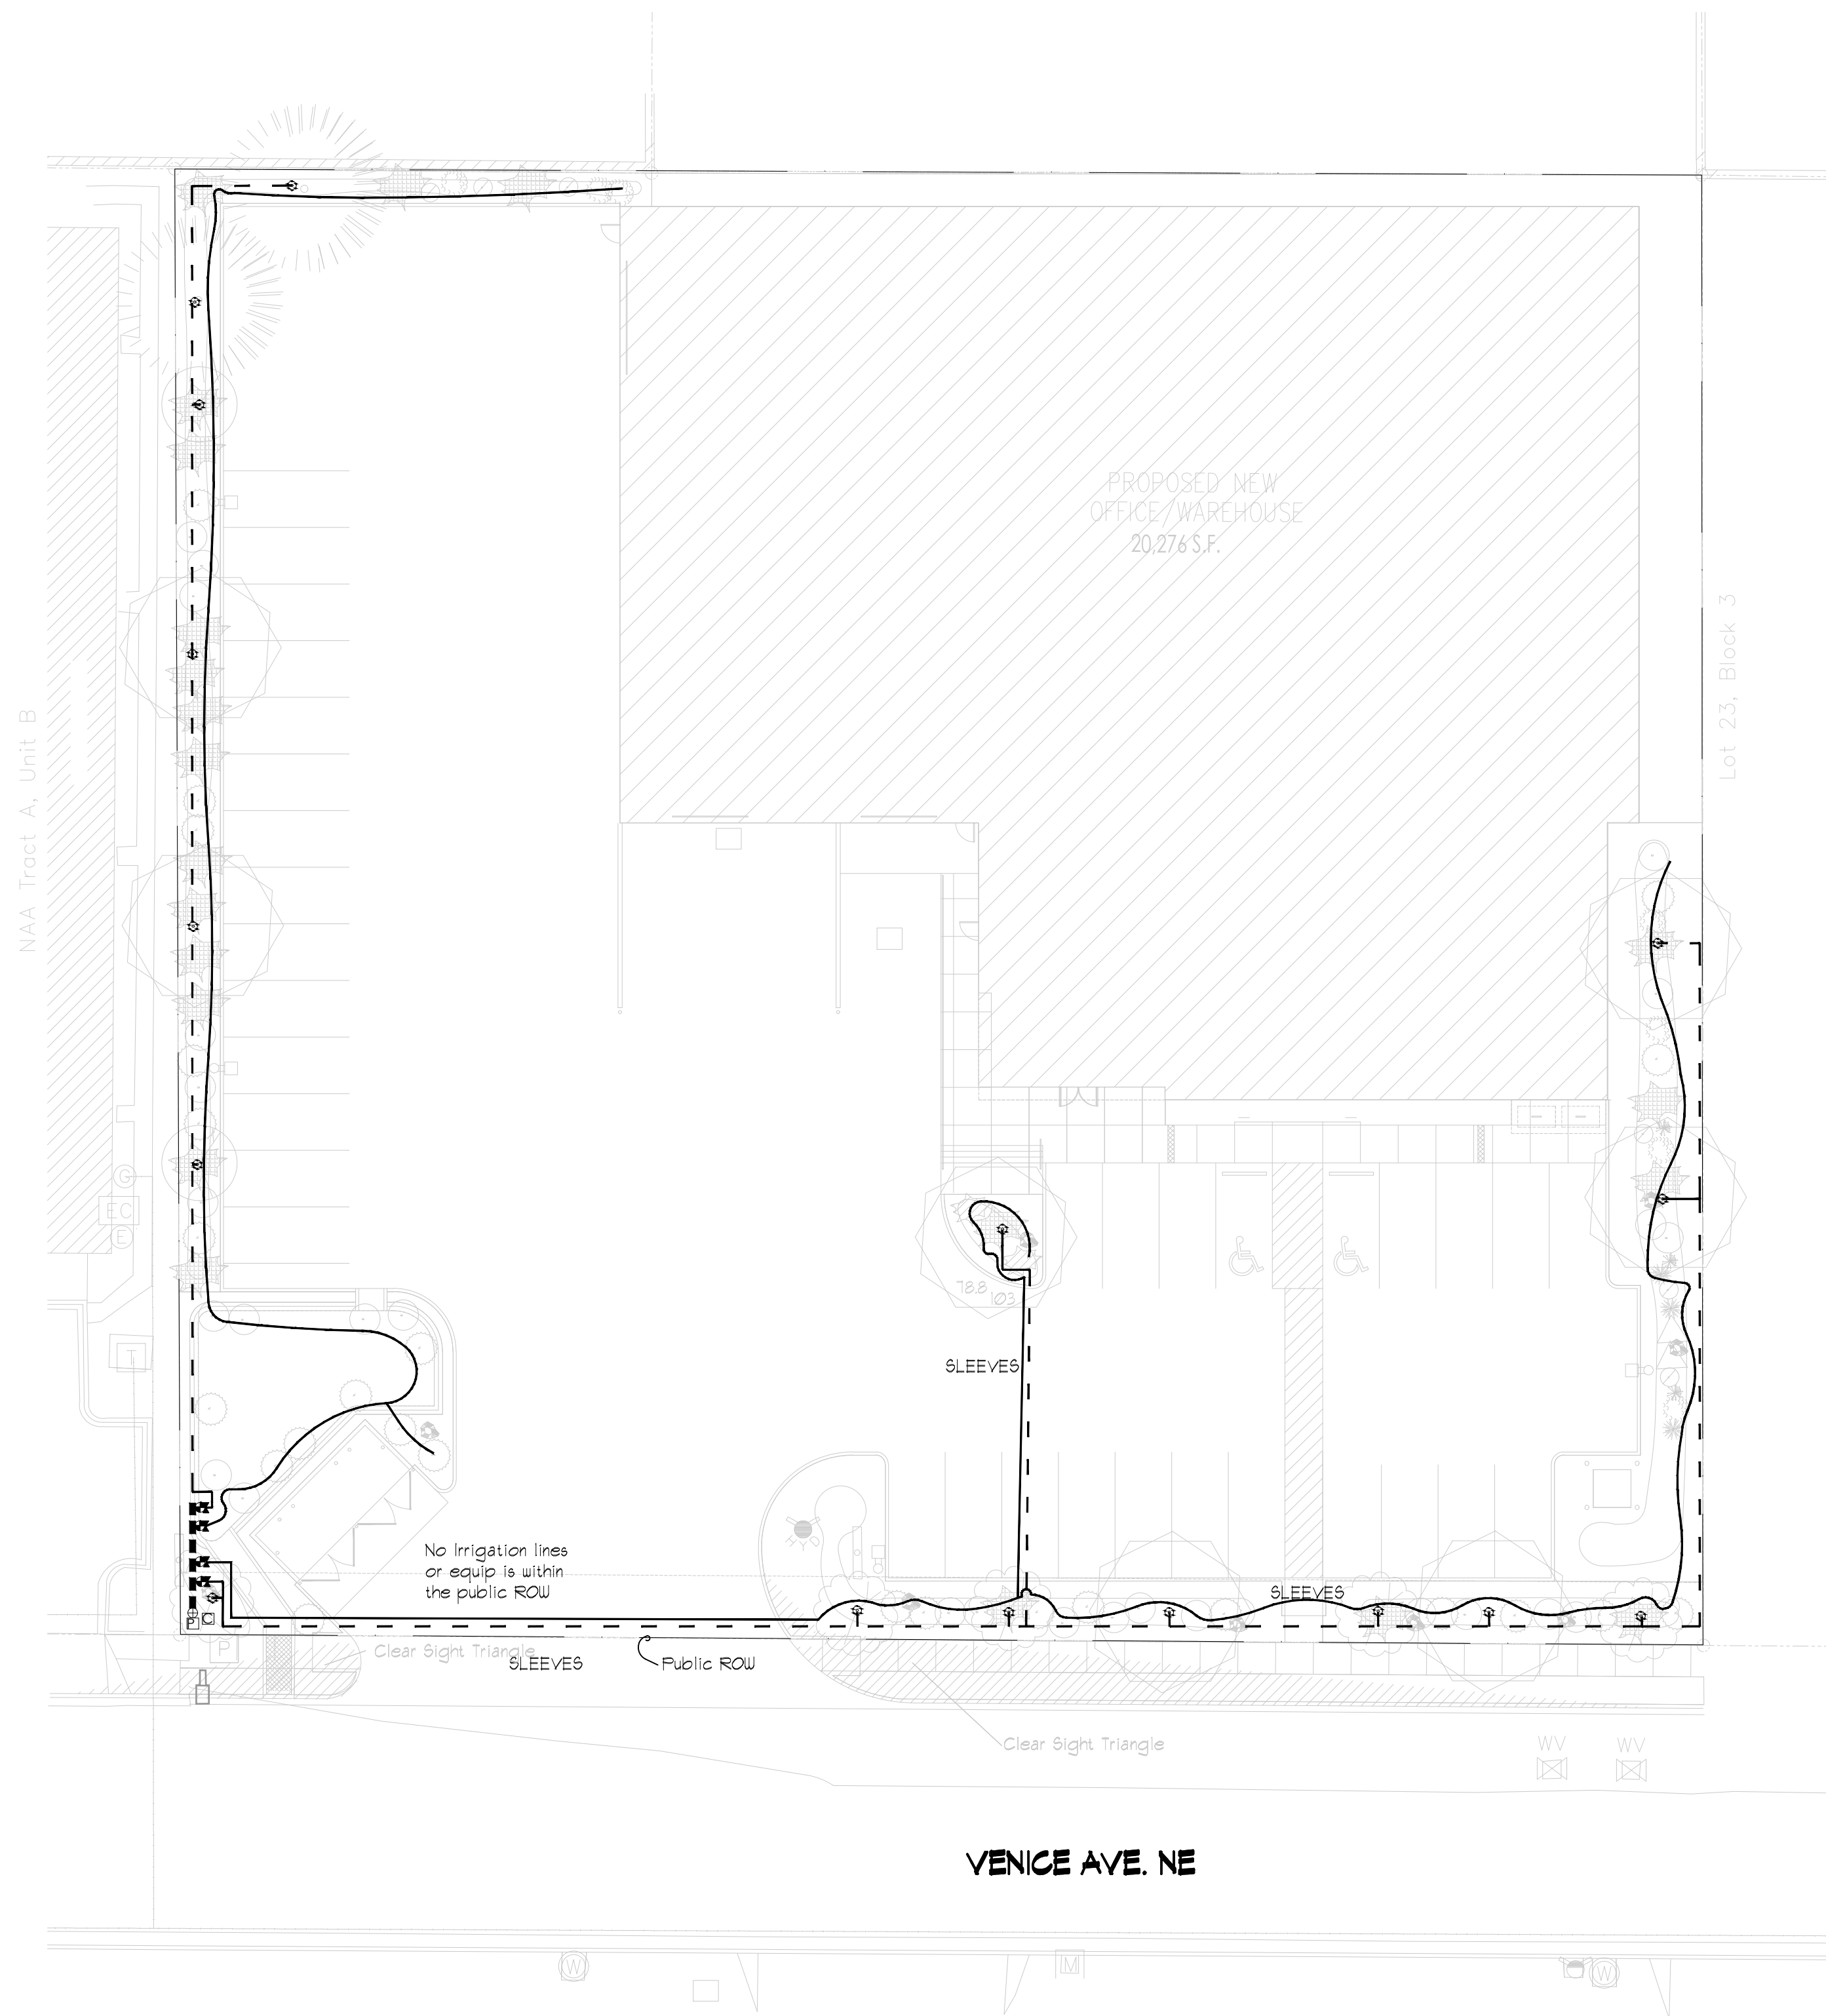 PROPOSED NEW
OFFICE/WAREHOUSE
20,276 S.F.
Lot 23, Block 3
NAA Tract A, Unit B
G
EC
E
T
78.8
103
SLEEVES
HYD
No Irrigation lines
or equip is within
the public ROW
SLEEVES
P
C
P
Clear Sight Triangle
SLEEVES
Public ROW
Clear Sight Triangle
WV
WV
VENICE AVE. NE
W
M
W